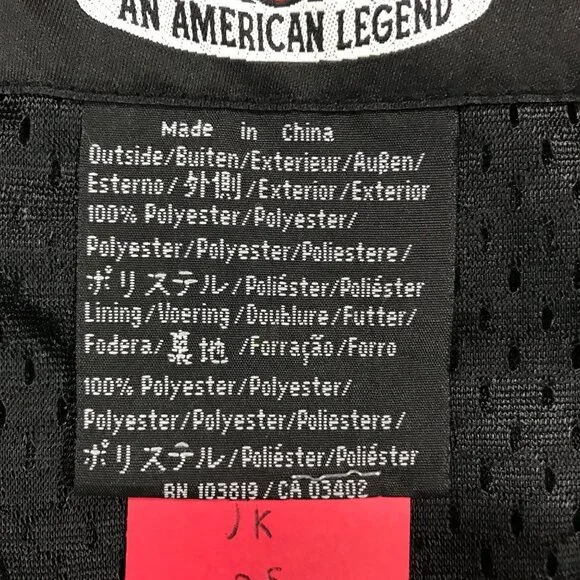 AN AMERICAN LEGEND
Made in China
Outside/Buiten/Exterieur/Außen/
Esterno/外側/Exterior/Exterior
100% Polyester/Polyester/
Polyester/Polyester/Poliestere/
ポリステル/Poliéster/Poliéster
Lining/Voering/Doublure/Futter/
Fodera/裏地/Forração/Forro
100% Polyester/Polyester/
Polyester/Polyester/Poliestere/
ポリステル/Poliéster/Poliéster
RN 103819/CA 03402
JK